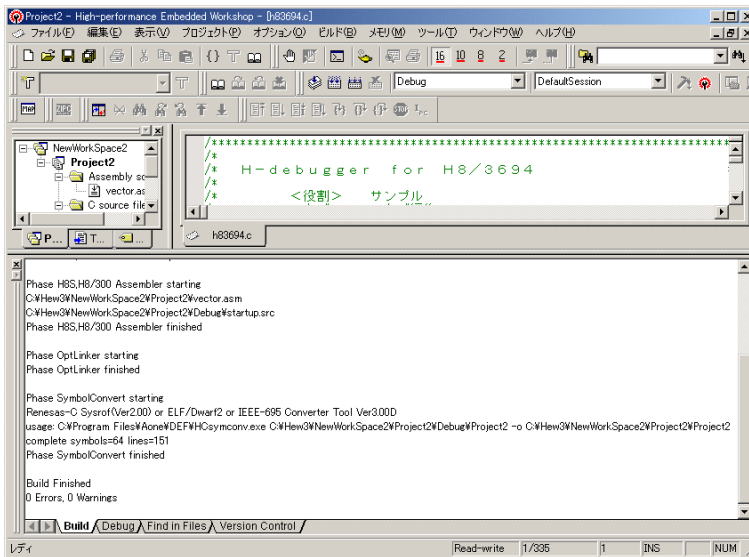 Project2 - High-performance Embedded Workshop - [h83694.c]
ファイル(F) 編集(E) 表示(V) プロジェクト(P) オプション(O) ビルド(B) メモリ(M) ツール(T) ウィンドウ(W) ヘルプ(H)
16 10 8 2
Debug DefaultSession
MAP
NewWorkSpace2
Project2
Assembly sc
vector.as
C source file
P... T... ...
/******************************************************************************
/*
/* H-debugger for H8/3694
/*
/* <役割> サンプル
h83694.c
Phase H8S,H8/300 Assembler starting
C:¥Hew3¥NewWorkSpace2¥Project2¥vector.asm
C:¥Hew3¥NewWorkSpace2¥Project2¥Debug¥startup.src
Phase H8S,H8/300 Assembler finished
Phase OptLinker starting
Phase OptLinker finished
Phase SymbolConvert starting
Renesas-C Sysrof(Ver2.00) or ELF/Dwarf2 or IEEE-695 Converter Tool Ver3.00D
usage: C:¥Program Files¥Aone¥DEF¥HCsymconv.exe C:¥Hew3¥NewWorkSpace2¥Project2¥Debug¥Project2 -o C:¥Hew3¥NewWorkSpace2¥Project2¥Project2
complete symbols=64 lines=151
Phase SymbolConvert finished
Build Finished
0 Errors, 0 Warnings
Build Debug Find in Files Version Control
レディ Read-write 1/335 1 INS NUM